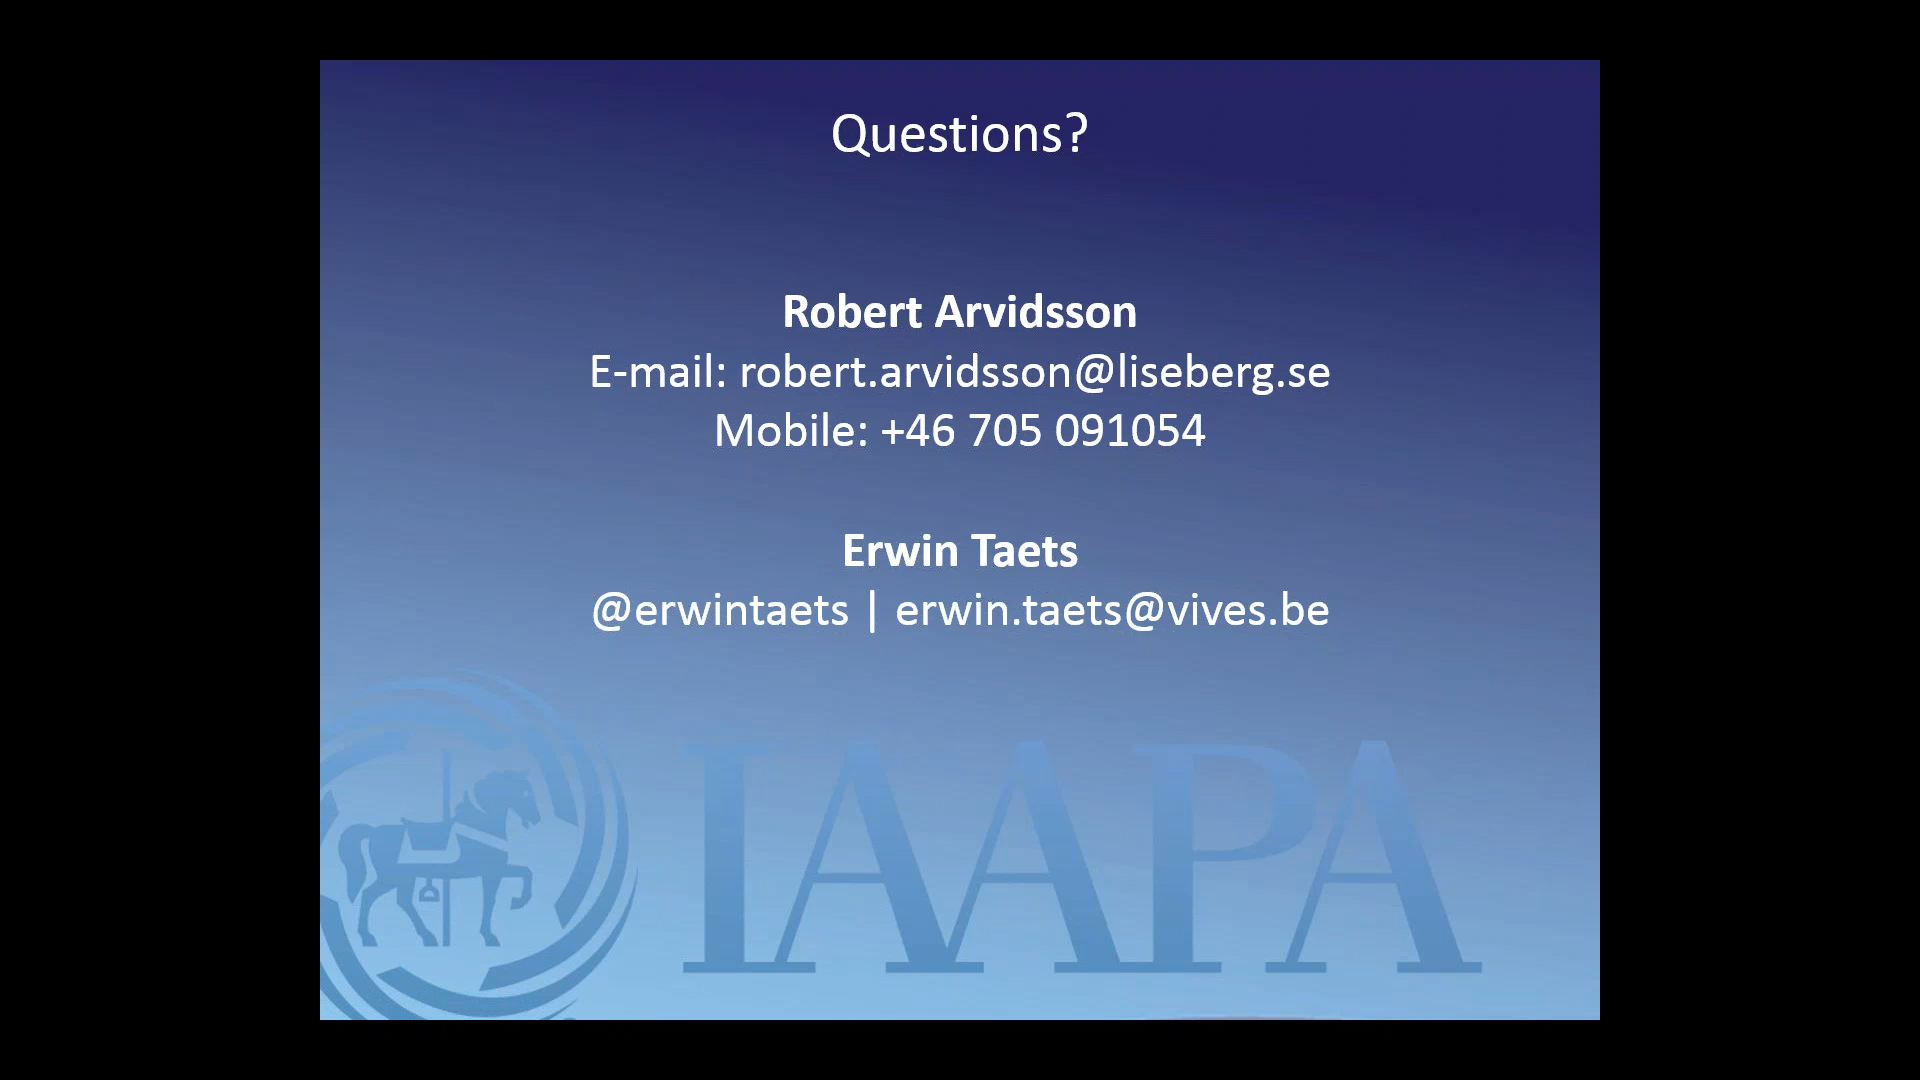 Questions?
Robert Arvidsson
E-mail: robert.arvidsson@liseberg.se
Mobile: +46 705 091054
Erwin Taets
@erwintaets | erwin.taets@vives.be
IAAPA